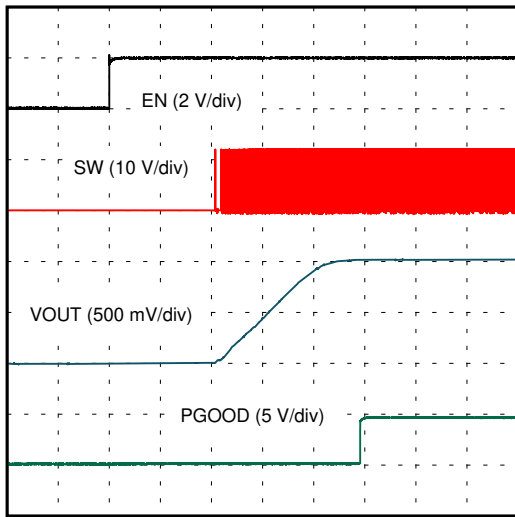 EN (2 V/div)
SW (10 V/div)
VOUT (500 mV/div)
PGOOD (5 V/div)